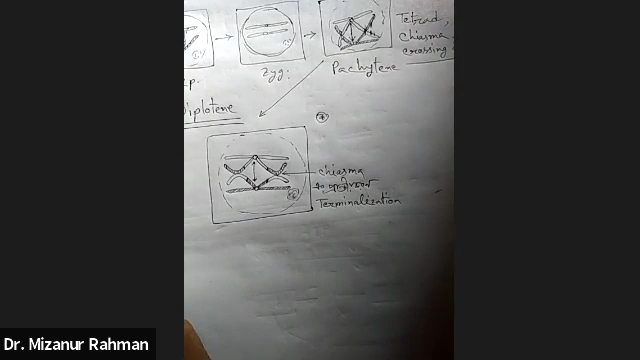 Tetrad,
chiasma,
crossing
Zyg:
Pachytene
Diplotene
chiasma
Terminalization
Dr. Mizanur Rahman